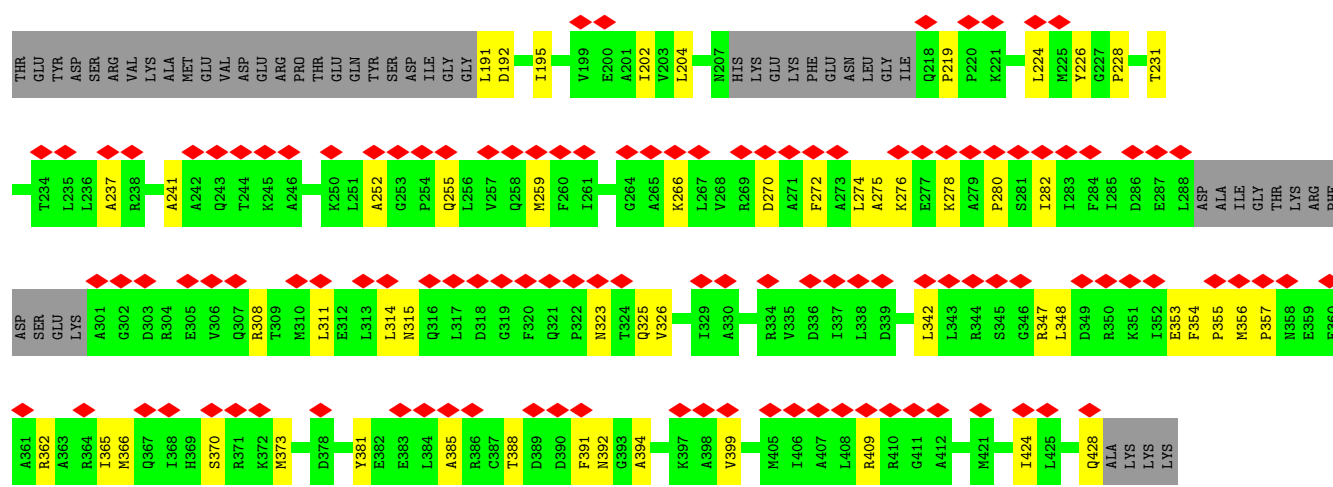 THR GLU TYR ASP SER ARG VAL LYS ALA MET GLU VAL ASP GLU ARG PRO THR GLU GLN TYR SER ASP ILE GLY GLY L191 D192 I195 V199 E200 A201 I202 V203 L204 N207 HIS LYS GLU LYS PHE GLU ASN LEU GLY ILE Q218 P219 P220 K221 L224 M225 Y226 G227 P228 T231
T234 L235 L236 A237 R238 A241 A242 Q243 T244 K245 A246 K250 L251 A252 G253 P254 Q255 L256 V257 Q258 M259 F260 I261 G264 A265 K266 L267 V268 R269 D270 A271 F272 A273 L274 A275 K276 E277 K278 A279 P280 S281 I282 I283 F284 I285 D286 E287 L288 ASP ALA ILE GLY THR LYS ARG PHE
ASP SER GLU LYS A301 G302 D303 R304 E305 V306 Q307 R308 T309 M310 L311 E312 L313 L314 N315 Q316 L317 D318 G319 F320 Q321 P322 N323 T324 Q325 V326 I329 A330 R334 V335 D336 I337 L338 D339 L342 L343 R344 S345 G346 R347 L348 D349 R350 K351 I352 E353 F354 P355 M356 P357 N358 E359 E360
A361 R362 A363 R364 I365 M366 Q367 I368 H369 S370 R371 K372 M373 D378 Y381 E382 E383 L384 A385 R386 C387 T388 D389 D390 F391 N392 G393 A394 K397 A398 V399 M405 I406 A407 L408 R409 R410 G411 A412 M421 I424 L425 Q428 ALA LYS LYS LYS